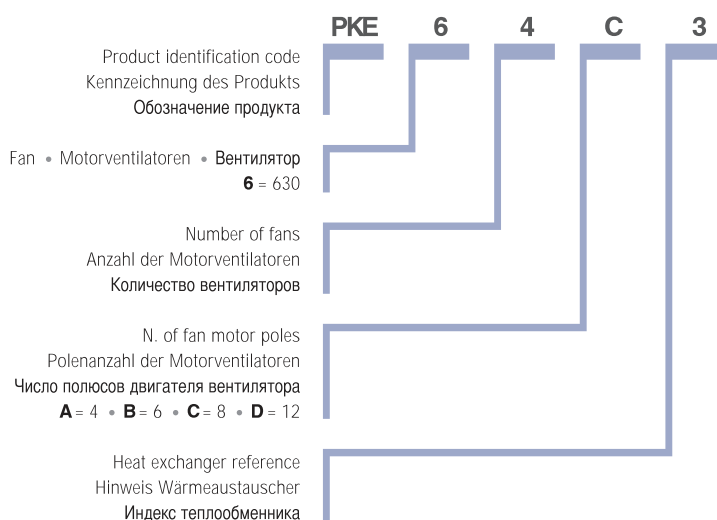 PKE 6 4 C 3
Product identification code
Kennzeichnung des Produkts
Обозначение продукта
Fan • Motorventilatoren • Вентилятор
6 = 630
Number of fans
Anzahl der Motorventilatoren
Количество вентиляторов
N. of fan motor poles
Polenanzahl der Motorventilatoren
Число полюсов двигателя вентилятора
A = 4 • B = 6 • C = 8 • D = 12
Heat exchanger reference
Hinweis Wärmeaustauscher
Индекс теплообменника